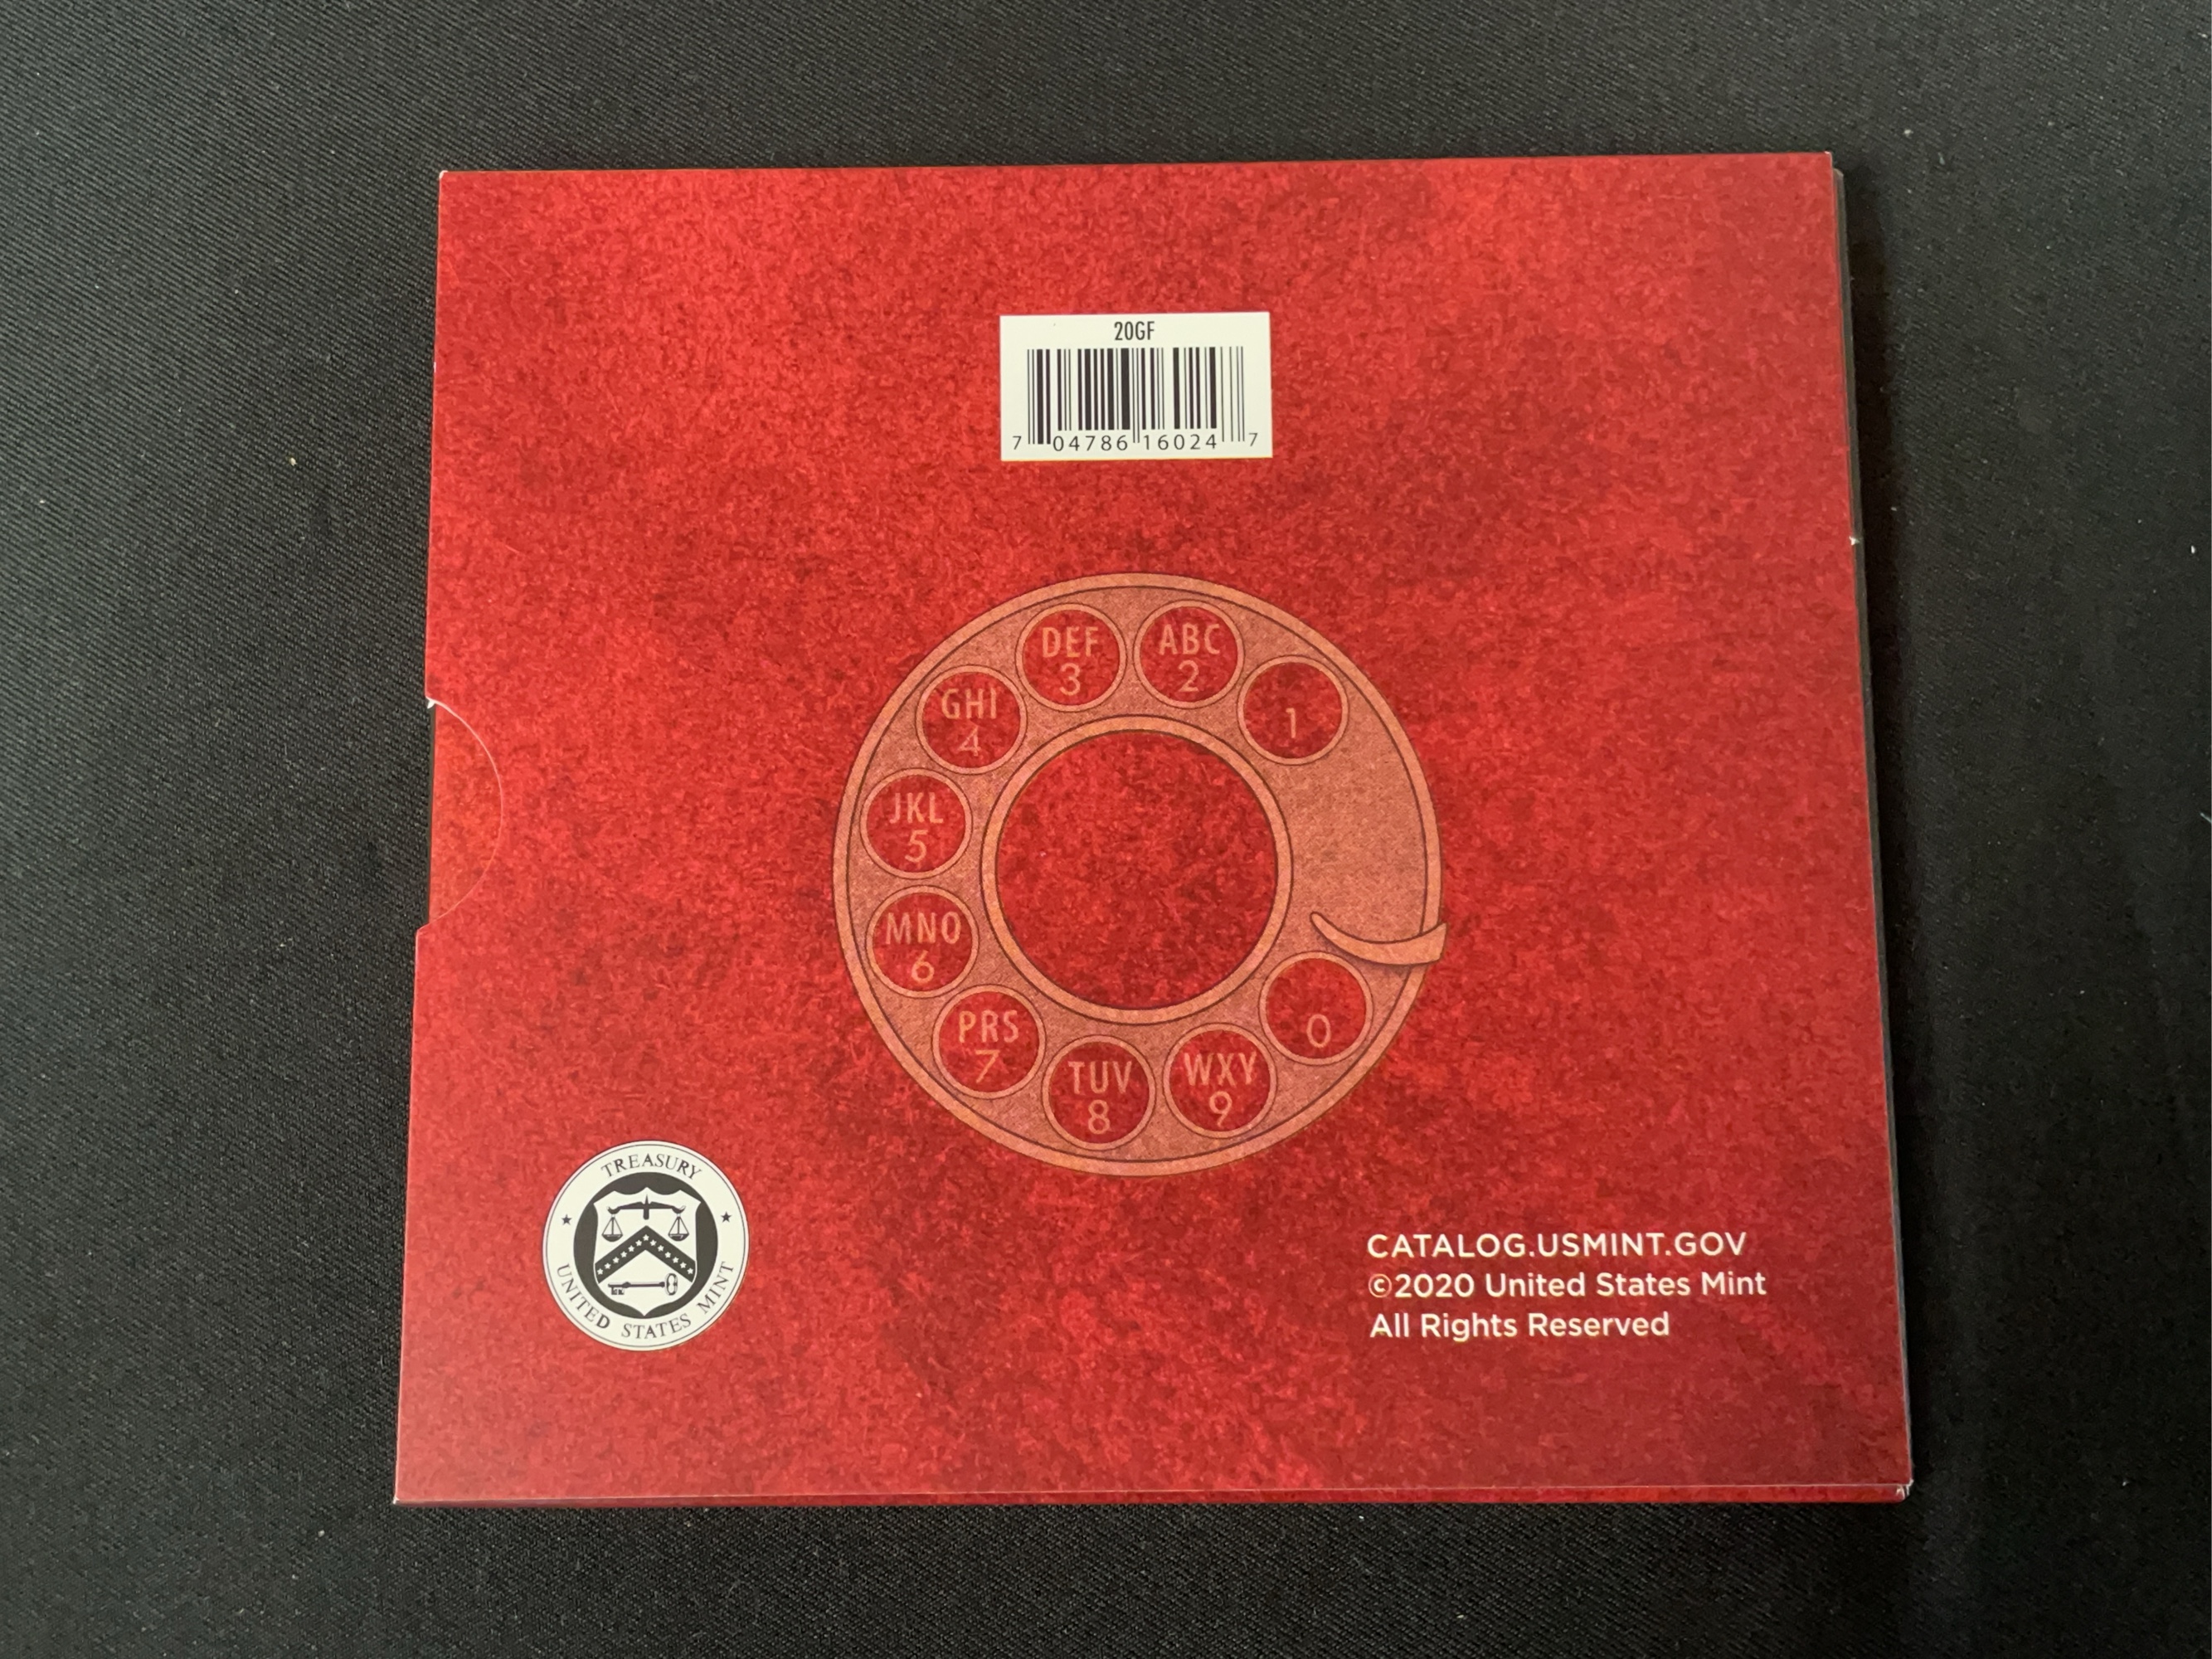 20GF
7 04786 16024 7
DEF
3
ABC
2
GHI
4
1
JKL
5
MNO
6
0
PRS
7
TUV
8
WXY
9
TREASURY
UNITED STATES MINT
CATALOG.USMINT.GOV
©2020 United States Mint
All Rights Reserved